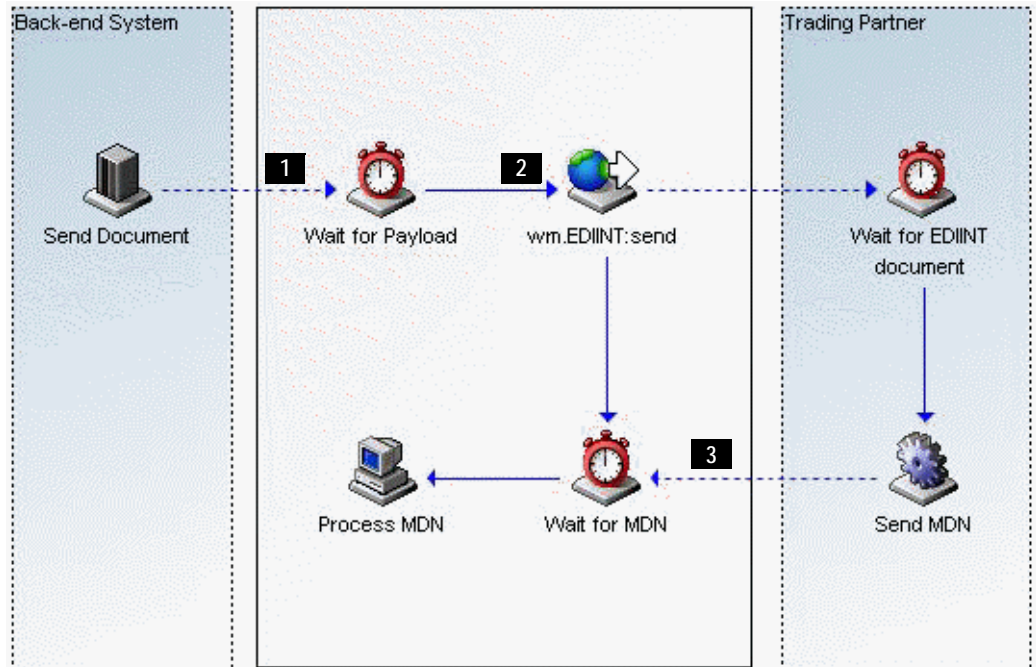 Back-end System
Trading Partner
1
2
Send Document
Wait for Payload
wm.EDIINT:send
Wait for EDIINT
document
3
Process MDN
Wait for MDN
Send MDN